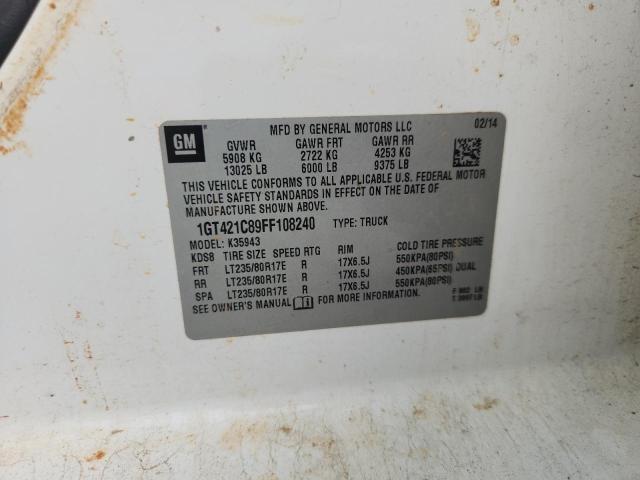 GM
MFD BY GENERAL MOTORS LLC 02/14
GVWR GAWR FRT GAWR RR
5908 KG 2722 KG 4253 KG
13025 LB 6000 LB 9375 LB
THIS VEHICLE CONFORMS TO ALL APPLICABLE U.S. FEDERAL MOTOR
VEHICLE SAFETY STANDARDS IN EFFECT ON THE DATE OF
MANUFACTURE SHOWN ABOVE.
1GT421C89FF108240 TYPE: TRUCK
MODEL: K35943
KDS8 TIRE SIZE SPEED RTG RIM COLD TIRE PRESSURE
FRT LT235/80R17E R 17X6.5J 550KPA(80PSI)
RR LT235/80R17E R 17X6.5J 450KPA(65PSI) DUAL
SPA LT235/80R17E R 17X6.5J 550KPA(80PSI)
SEE OWNER'S MANUAL FOR MORE INFORMATION.